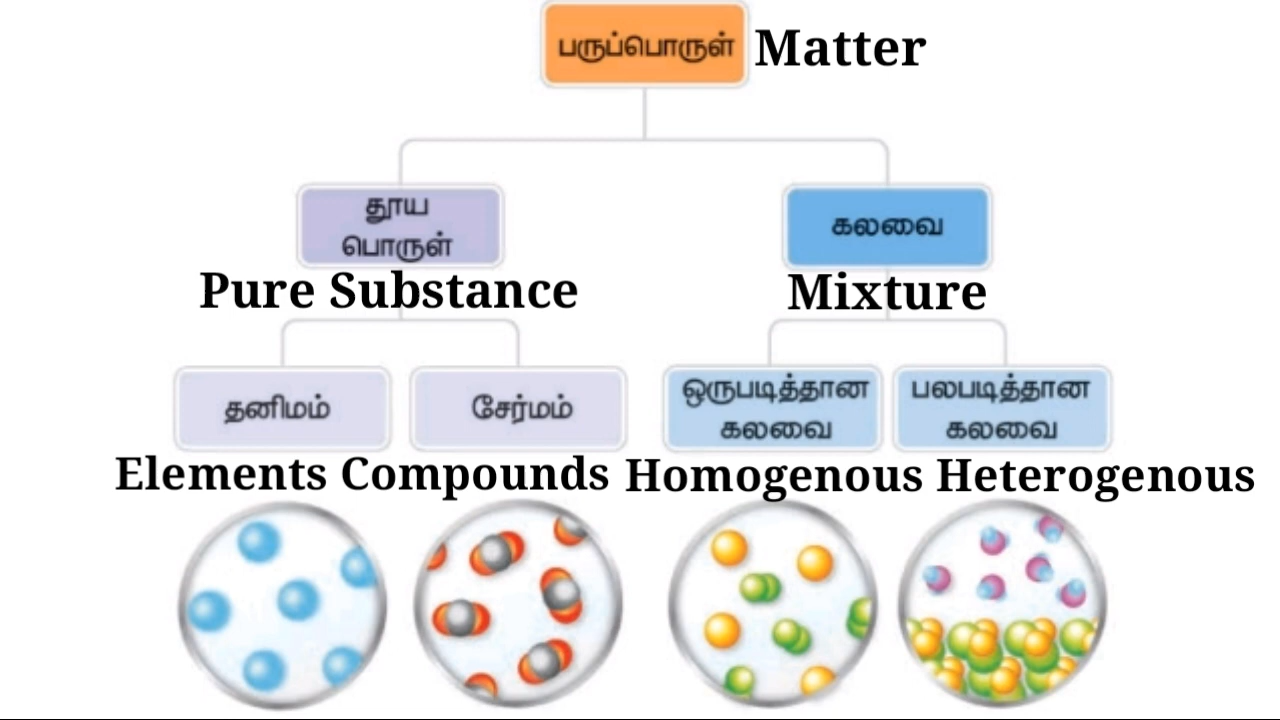 பருப்பொருள் Matter
தூய
பொருள்
கலவை
Pure Substance
Mixture
தனிமம்
சேர்மம்
ஒருபடித்தான
கலவை
பலபடித்தான
கலவை
Elements Compounds Homogenous Heterogenous